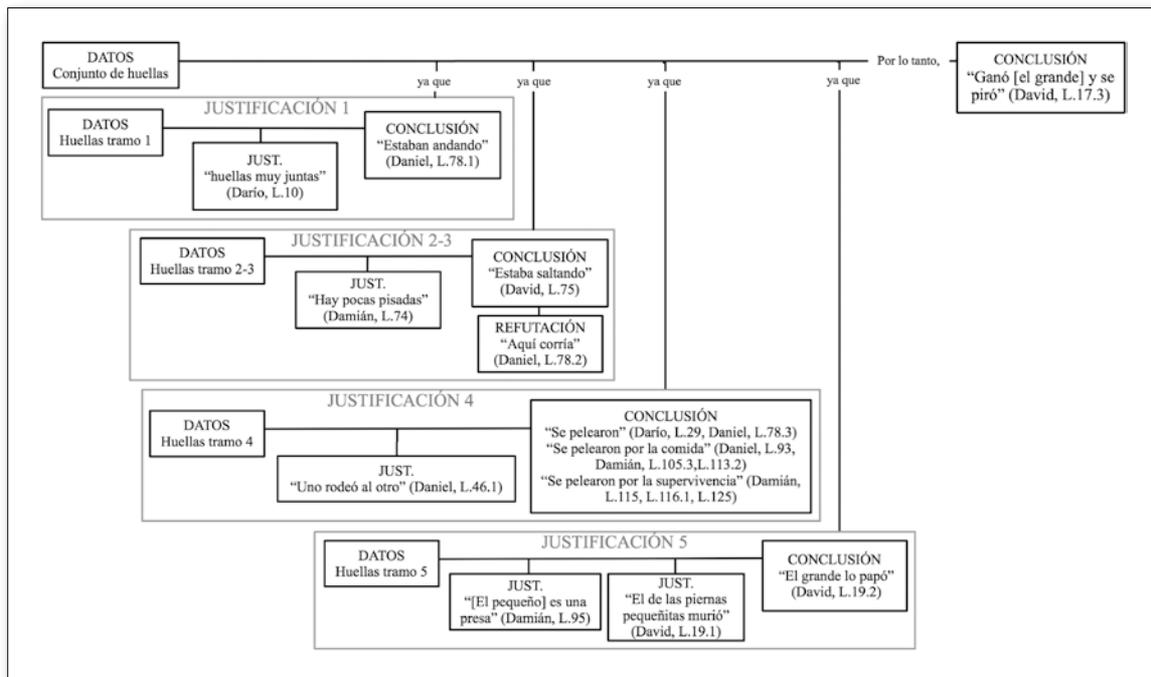 DATOS
Conjunto de huellas
ya que
ya que
ya que
ya que
Por lo tanto,
CONCLUSIÓN
“Ganó [el grande] y se
piró” (David, L.17.3)
JUSTIFICACIÓN 1
DATOS
Huellas tramo 1
JUST.
“huellas muy juntas”
(Darío, L.10)
CONCLUSIÓN
“Estaban andando”
(Daniel, L.78.1)
JUSTIFICACIÓN 2-3
DATOS
Huellas tramo 2-3
JUST.
“Hay pocas pisadas”
(Damián, L.74)
CONCLUSIÓN
“Estaba saltando”
(David, L.75)
REFUTACIÓN
“Aquí corría”
(Daniel, L.78.2)
JUSTIFICACIÓN 4
DATOS
Huellas tramo 4
JUST.
“Uno rodeó al otro” (Daniel, L.46.1)
CONCLUSIÓN
“Se pelearon” (Darío, L.29, Daniel, L.78.3)
“Se pelearon por la comida” (Daniel, L.93,
Damián, L.105.3,L.113.2)
“Se pelearon por la supervivencia” (Damián,
L.115, L.116.1, L.125)
JUSTIFICACIÓN 5
DATOS
Huellas tramo 5
JUST.
“[El pequeño] es una
presa” (Damián, L.95)
JUST.
“El de las piernas
pequeñitas murió”
(David, L.19.1)
CONCLUSIÓN
“El grande lo papó”
(David, L.19.2)